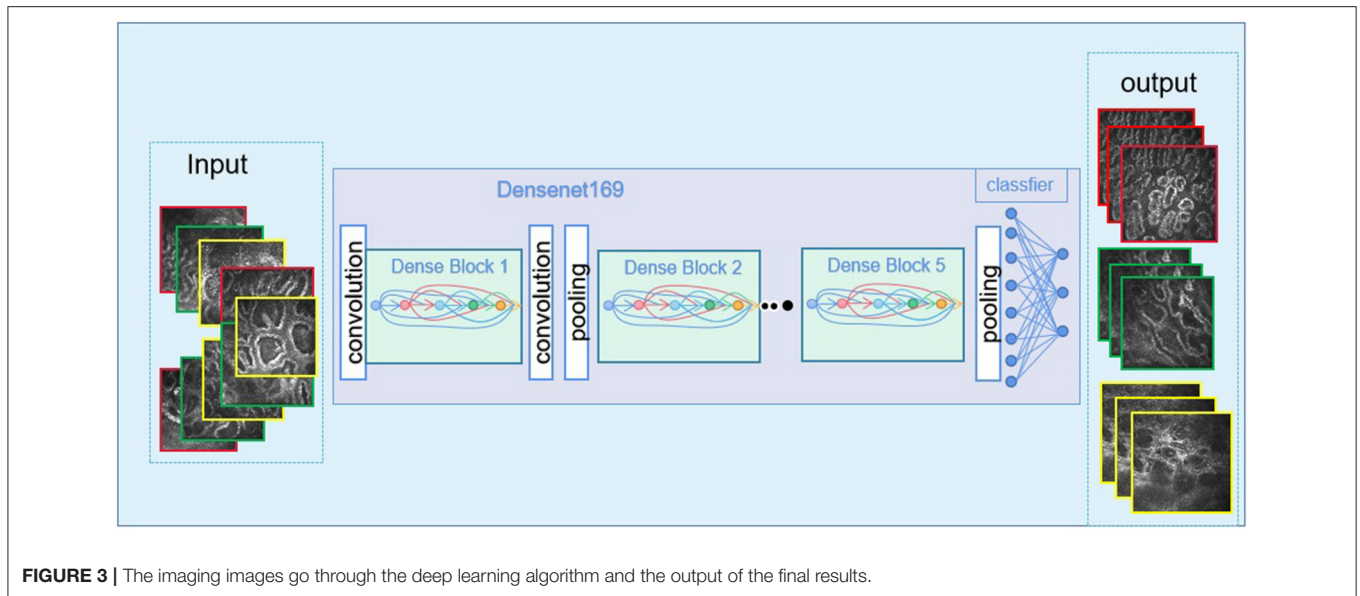 Input
Densenet169
convolution
Dense Block 1
convolution
pooling
Dense Block 2
Dense Block 5
pooling
classfier
output
FIGURE 3 | The imaging images go through the deep learning algorithm and the output of the final results.